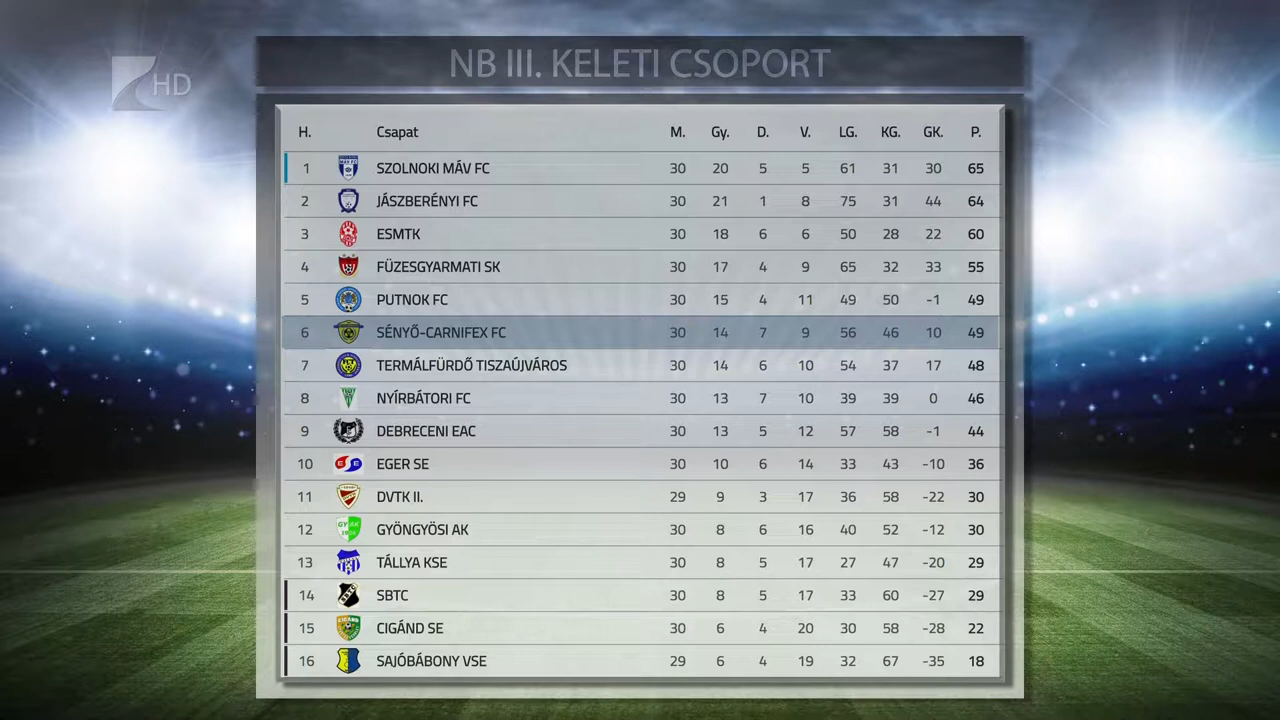 NB III. KELETI CSOPORT
HD
H. Csapat M. Gy. D. V. LG. KG. GK. P.
1 SZOLNOKI MÁV FC 30 20 5 5 61 31 30 65
2 JÁSZBERÉNYI FC 30 21 1 8 75 31 44 64
3 ESMTK 30 18 6 6 50 28 22 60
4 FÜZESGYARMATI SK 30 17 4 9 65 32 33 55
5 PUTNOK FC 30 15 4 11 49 50 -1 49
6 SÉNYŐ-CARNIFEX FC 30 14 7 9 56 46 10 49
7 TERMÁLFÜRDŐ TISZAÚJVÁROS 30 14 6 10 54 37 17 48
8 NYÍRBÁTORI FC 30 13 7 10 39 39 0 46
9 DEBRECENI EAC 30 13 5 12 57 58 -1 44
10 EGER SE 30 10 6 14 33 43 -10 36
11 DVTK II. 29 9 3 17 36 58 -22 30
12 GYÖNGYÖSI AK 30 8 6 16 40 52 -12 30
13 TÁLLYA KSE 30 8 5 17 27 47 -20 29
14 SBTC 30 8 5 17 33 60 -27 29
15 CIGÁND SE 30 6 4 20 30 58 -28 22
16 SAJÓBÁBONY VSE 29 6 4 19 32 67 -35 18